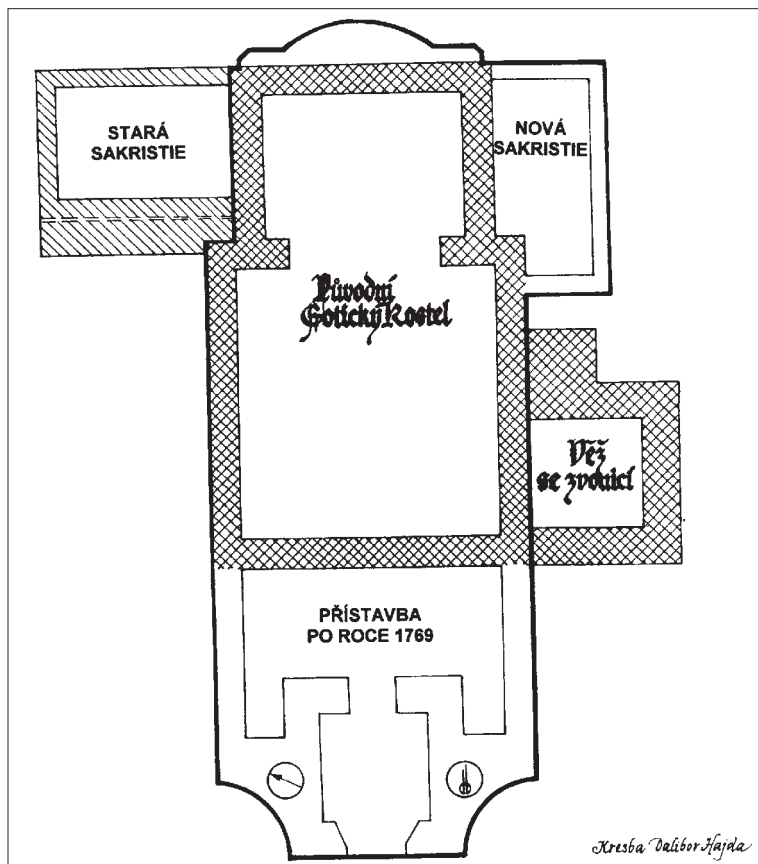 STARÁ
SAKRISTIE
NOVÁ
SAKRISTIE
Původní
Gotický Kostel
Věž
se zvonicí
PŘÍSTAVBA
PO ROCE 1769
Kresba Dalibor Hajda